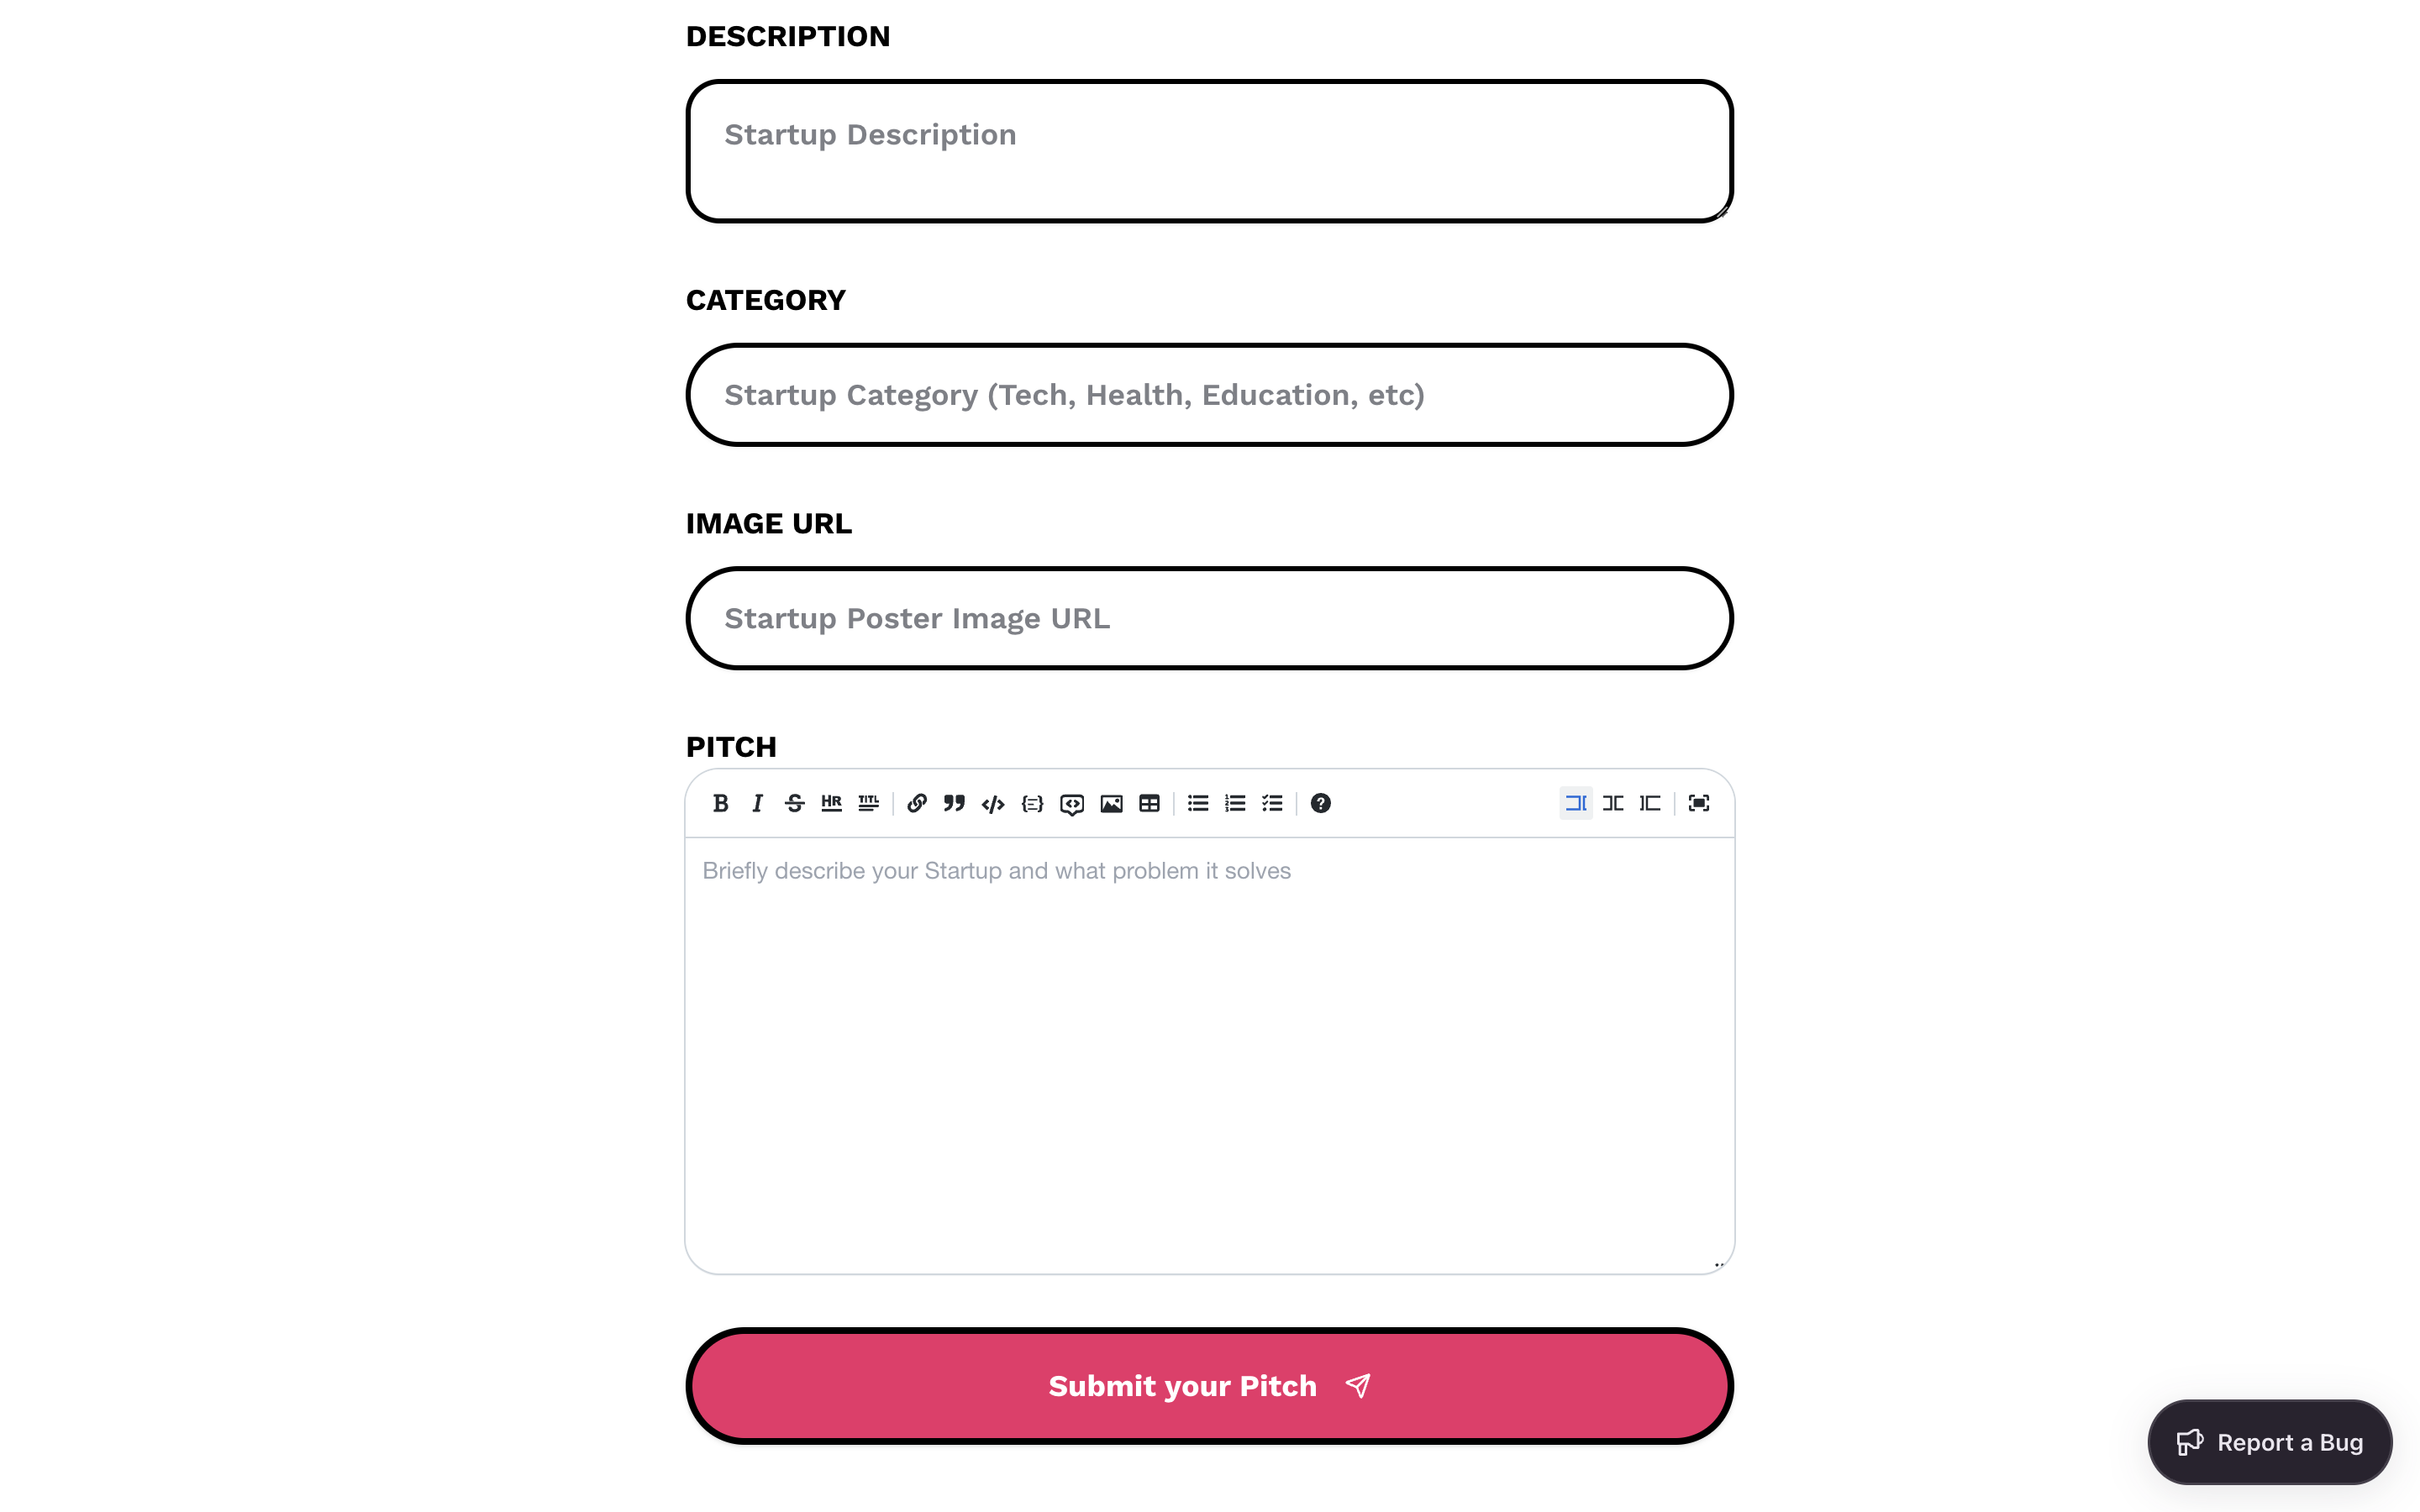 DESCRIPTION
Startup Description
CATEGORY
Startup Category (Tech, Health, Education, etc)
IMAGE URL
Startup Poster Image URL
PITCH
B I S HR TITL
Briefly describe your Startup and what problem it solves
Submit your Pitch
Report a Bug